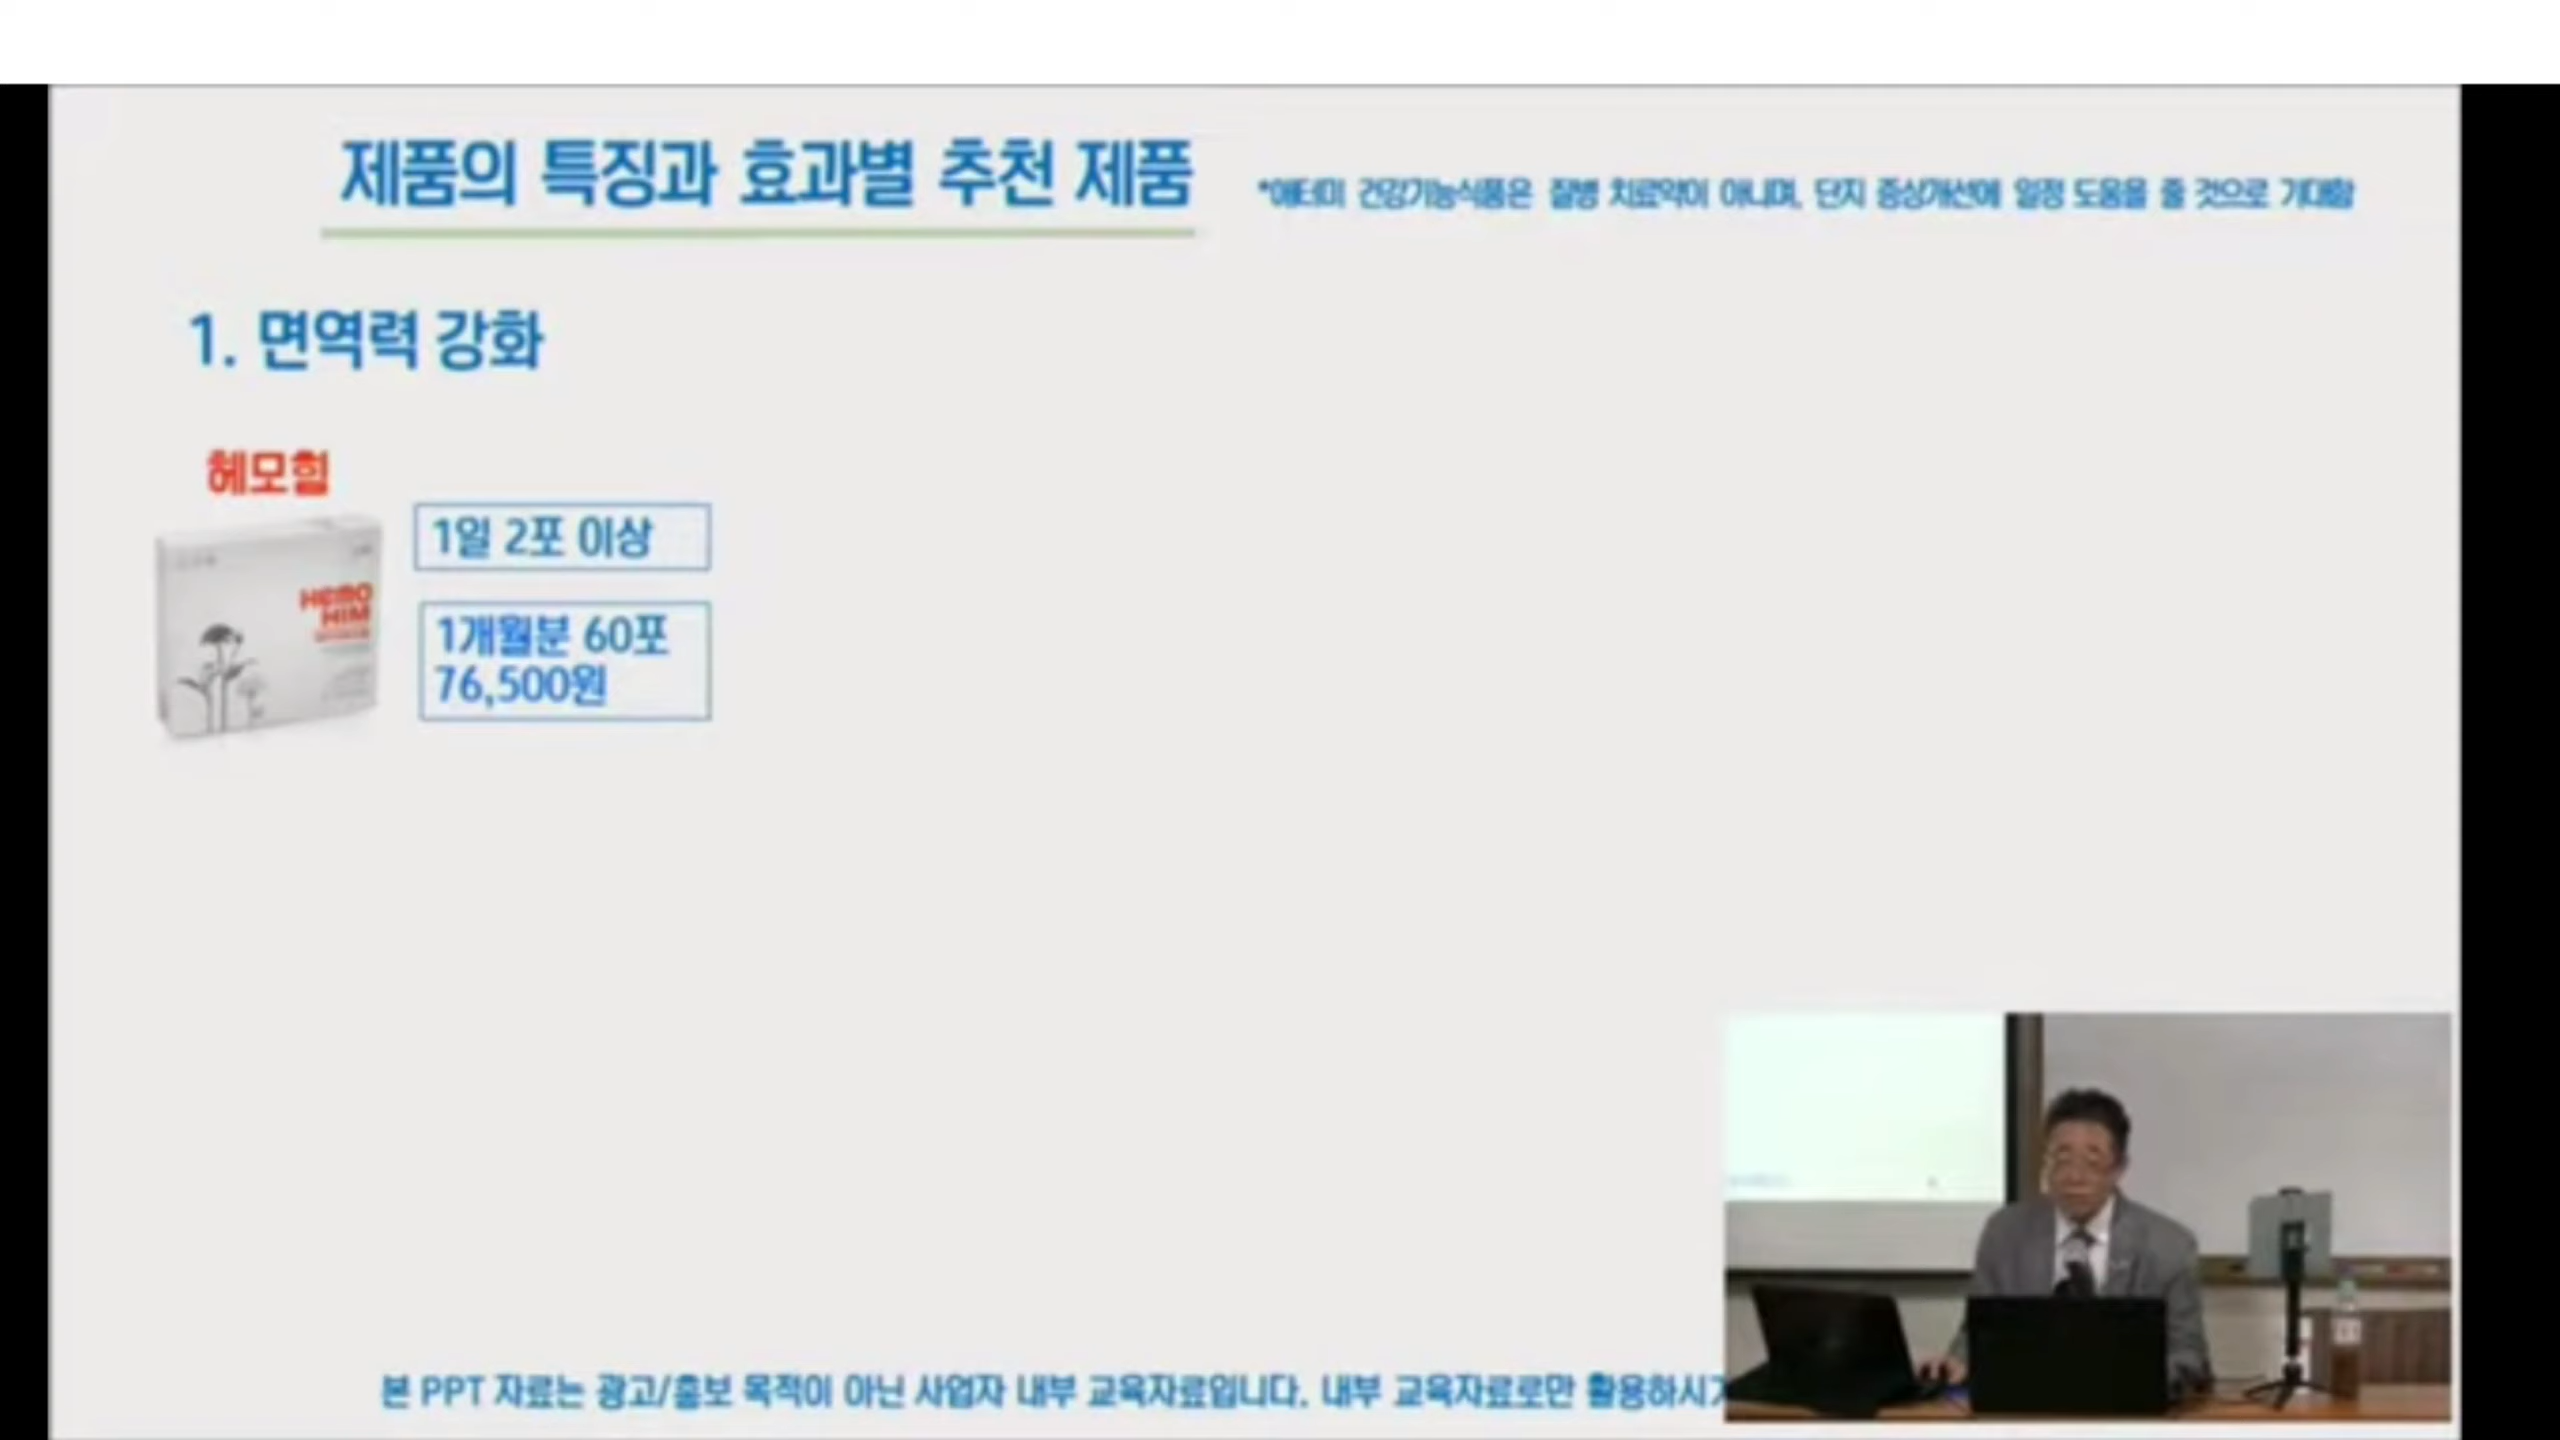 제품의 특징과 효과별 추천 제품
*애터미 건강기능식품은 질병 치료약이 아니며, 단지 증상개선에 일정 도움을 줄 것으로 기대함
1. 면역력 강화
헤모힘
HEMO
HIM
1일 2포 이상
1개월분 60포
76,500원
본 PPT 자료는 광고/홍보 목적이 아닌 사업자 내부 교육자료입니다. 내부 교육자료로만 활용하시기